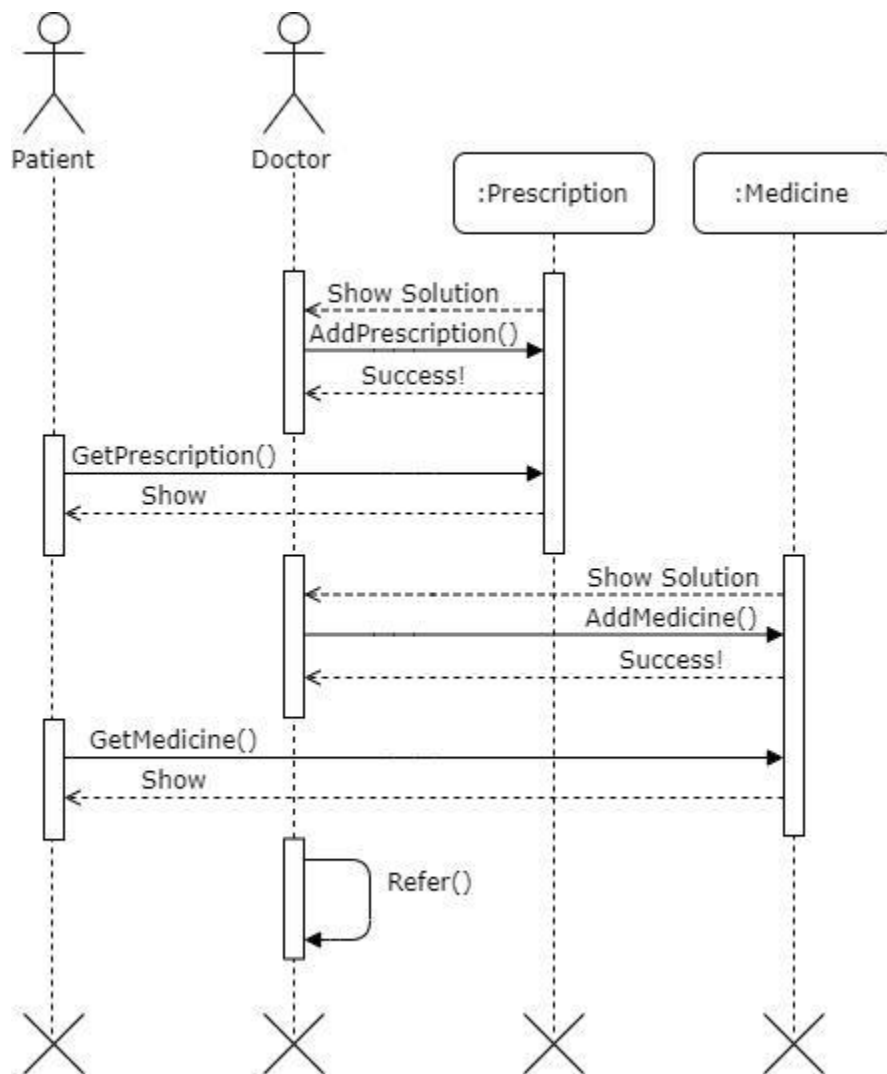 Patient
Doctor
:Prescription
:Medicine
Show Solution
AddPrescription()
Success!
GetPrescription()
Show
Show Solution
AddMedicine()
Success!
GetMedicine()
Show
Refer()